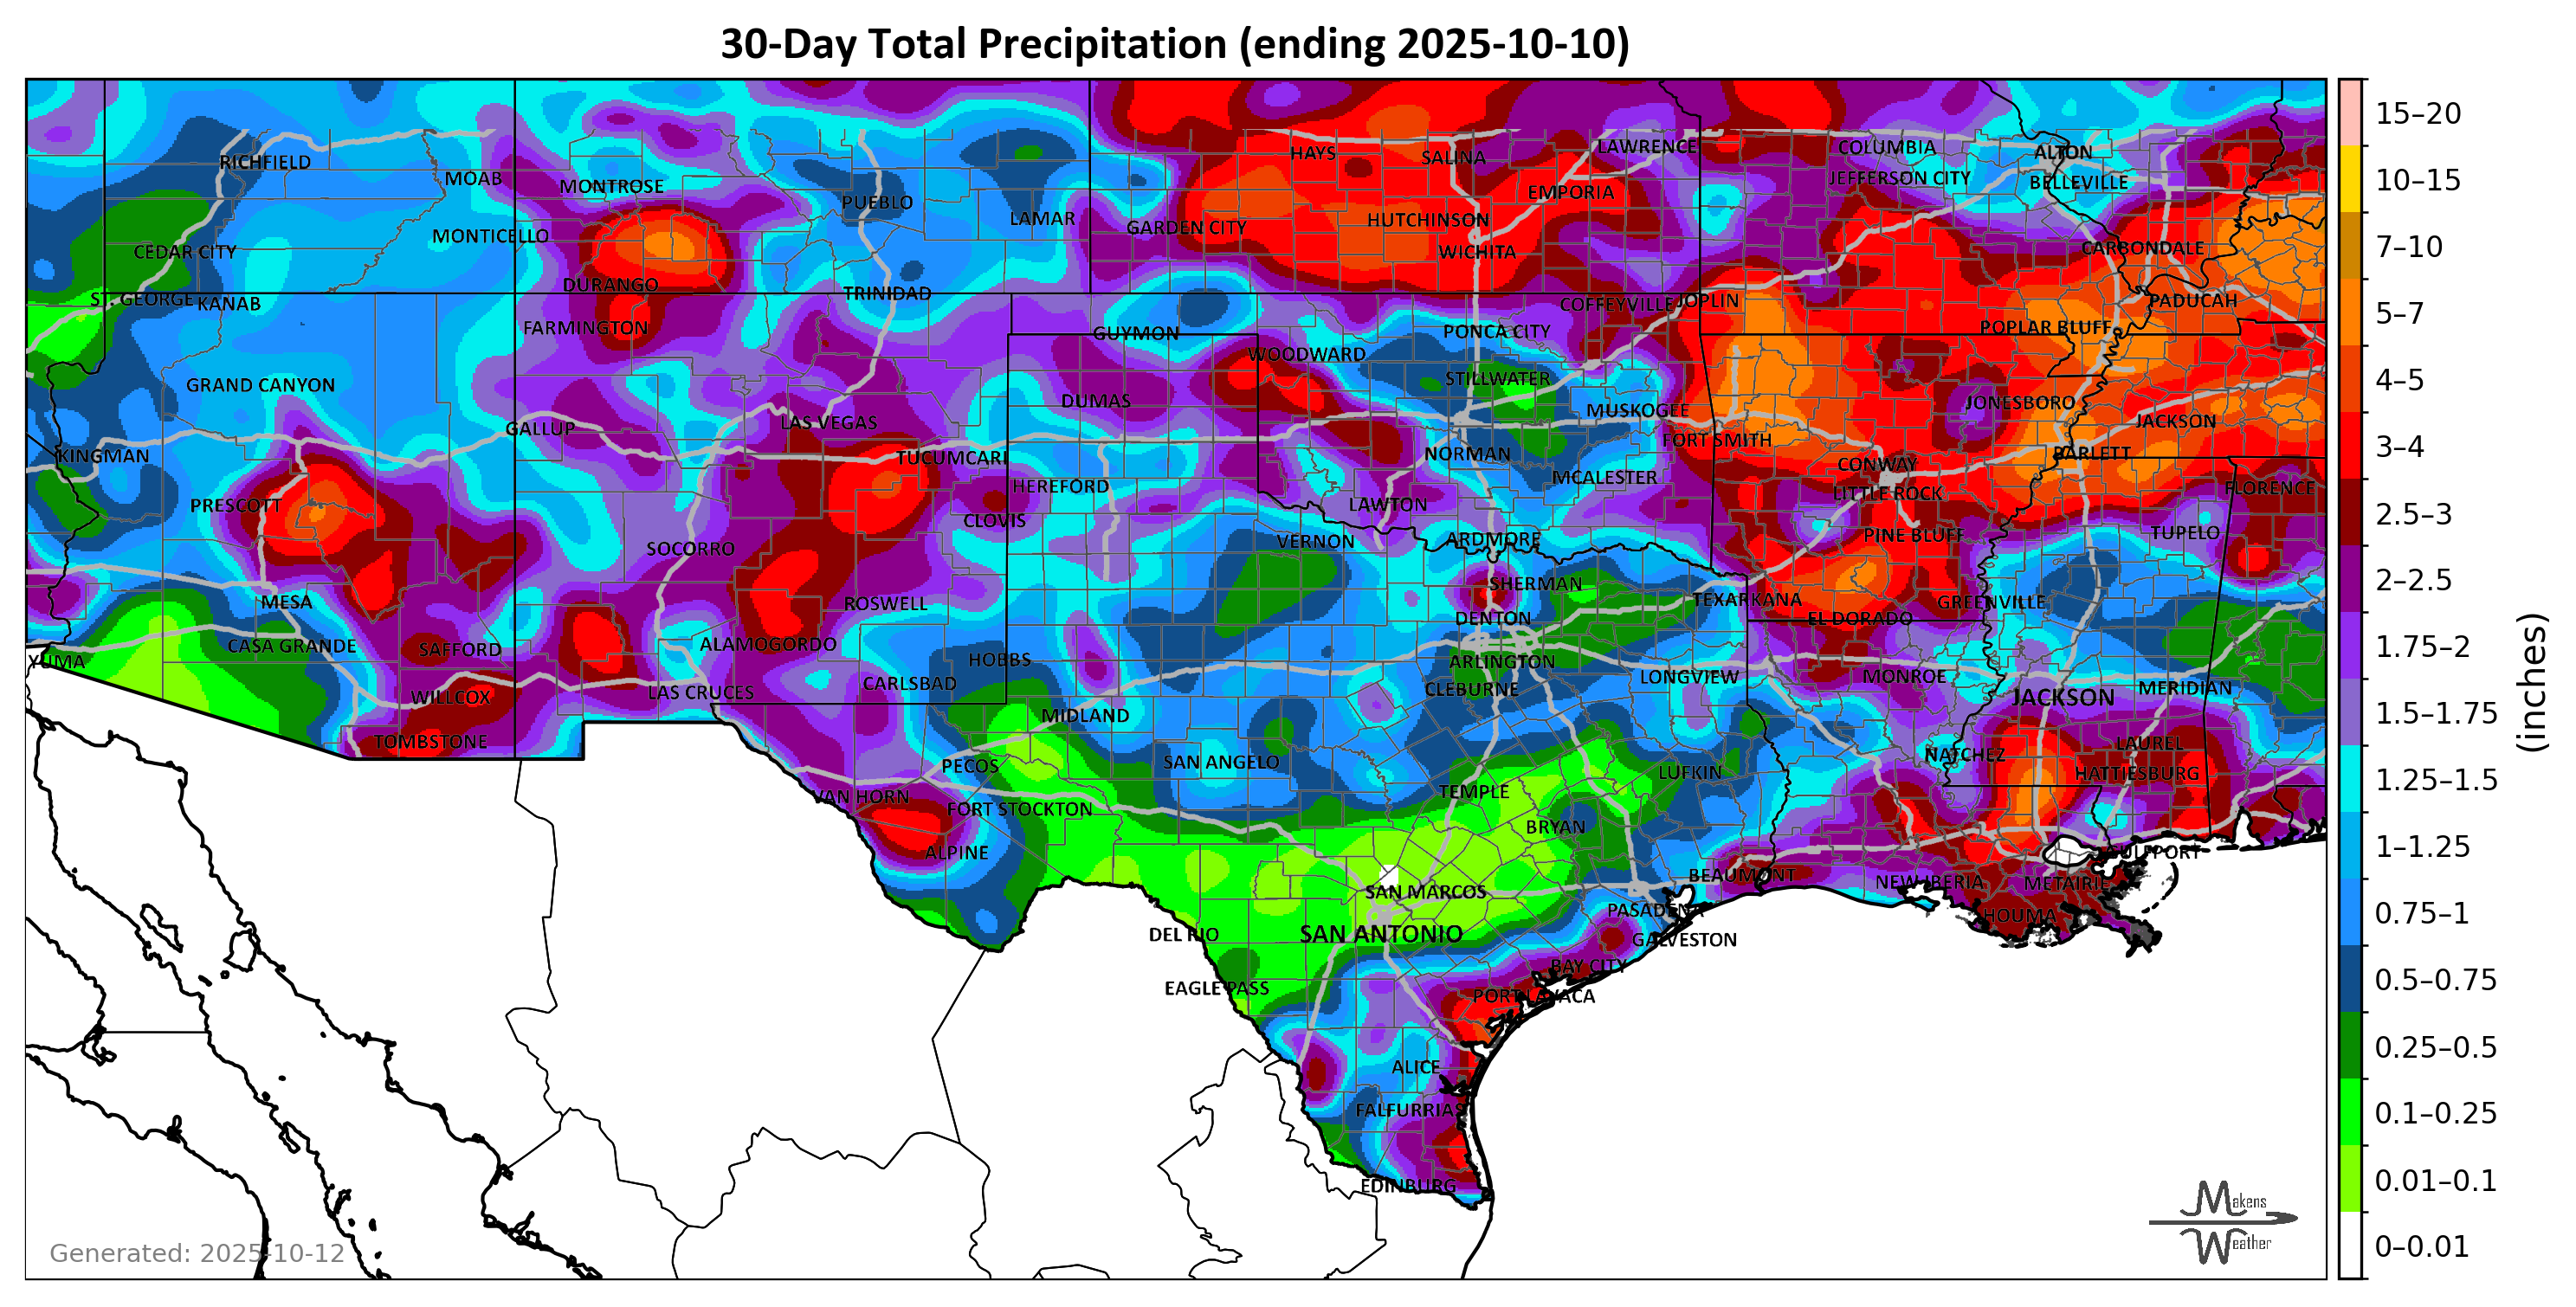 30-Day Total Precipitation (ending 2025-10-10)
RICHFIELD
MOAB
MONTROSE
PUEBLO
LAMAR
HAYS
SALINA
LAWRENCE
COLUMBIA
ALTON
JEFFERSON CITY
BELLEVILLE
EMPORIA
GARDEN CITY
HUTCHINSON
WICHITA
MONTICELLO
CEDAR CITY
CARBONDALE
DURANGO
TRINIDAD
ST. GEORGE
KANAB
COFFEYVILLE
JOPLIN
PADUCAH
FARMINGTON
GUYMON
PONCA CITY
POPLAR BLUFF
WOODWARD
GRAND CANYON
STILLWATER
DUMAS
MUSKOGEE
JONESBORO
JACKSON
LAS VEGAS
GALLUP
FORT SMITH
KINGMAN
TUCUMCARI
NORMAN
BARLETT
CONWAY
HEREFORD
MCALESTER
LITTLE ROCK
FLORENCE
PRESCOTT
LAWTON
CLOVIS
PINE BLUFF
TUPELO
SOCORRO
VERNON
ARDMORE
SHERMAN
MESA
ROSWELL
TEXARKANA
GREENVILLE
DENTON
EL DORADO
CASA GRANDE
SAFFORD
ALAMOGORDO
YUMA
HOBBS
ARLINGTON
LONGVIEW
MONROE
CARLSBAD
CLEBURNE
MERIDIAN
WILLCOX
LAS CRUCES
JACKSON
MIDLAND
TOMBSTONE
LAUREL
NATCHEZ
PECOS
SAN ANGELO
LUFKIN
HATTIESBURG
VAN HORN
FORT STOCKTON
TEMPLE
BRYAN
ALPINE
GULFPORT
BEAUMONT
SAN MARCOS
NEW IBERIA
METAIRIE
PASADENA
HOUMA
DEL RIO
SAN ANTONIO
GALVESTON
BAY CITY
EAGLE PASS
PORT LAVACA
ALICE
FALFURRIAS
EDINBURG
Generated: 2025-10-12
Makens
Weather
15–20
10–15
7–10
5–7
4–5
3–4
2.5–3
2–2.5
1.75–2
1.5–1.75
1.25–1.5
1–1.25
0.75–1
0.5–0.75
0.25–0.5
0.1–0.25
0.01–0.1
0–0.01
(inches)